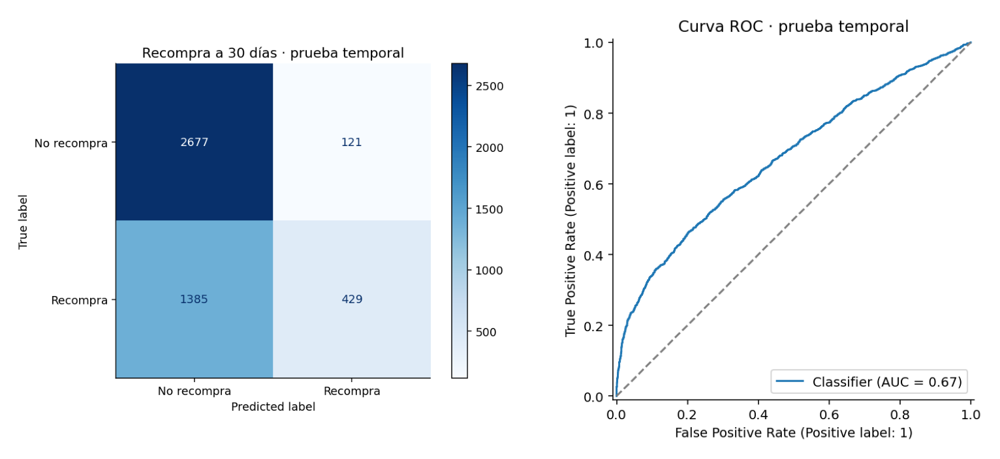 Recompra a 30 días · prueba temporal
No recompra
Recompra
True label
2677
121
1385
429
No recompra
Recompra
Predicted label
2500
2000
1500
1000
500
Curva ROC · prueba temporal
True Positive Rate (Positive label: 1)
1.0
0.8
0.6
0.4
0.2
0.0
Classifier (AUC = 0.67)
0.0
0.2
0.4
0.6
0.8
1.0
False Positive Rate (Positive label: 1)